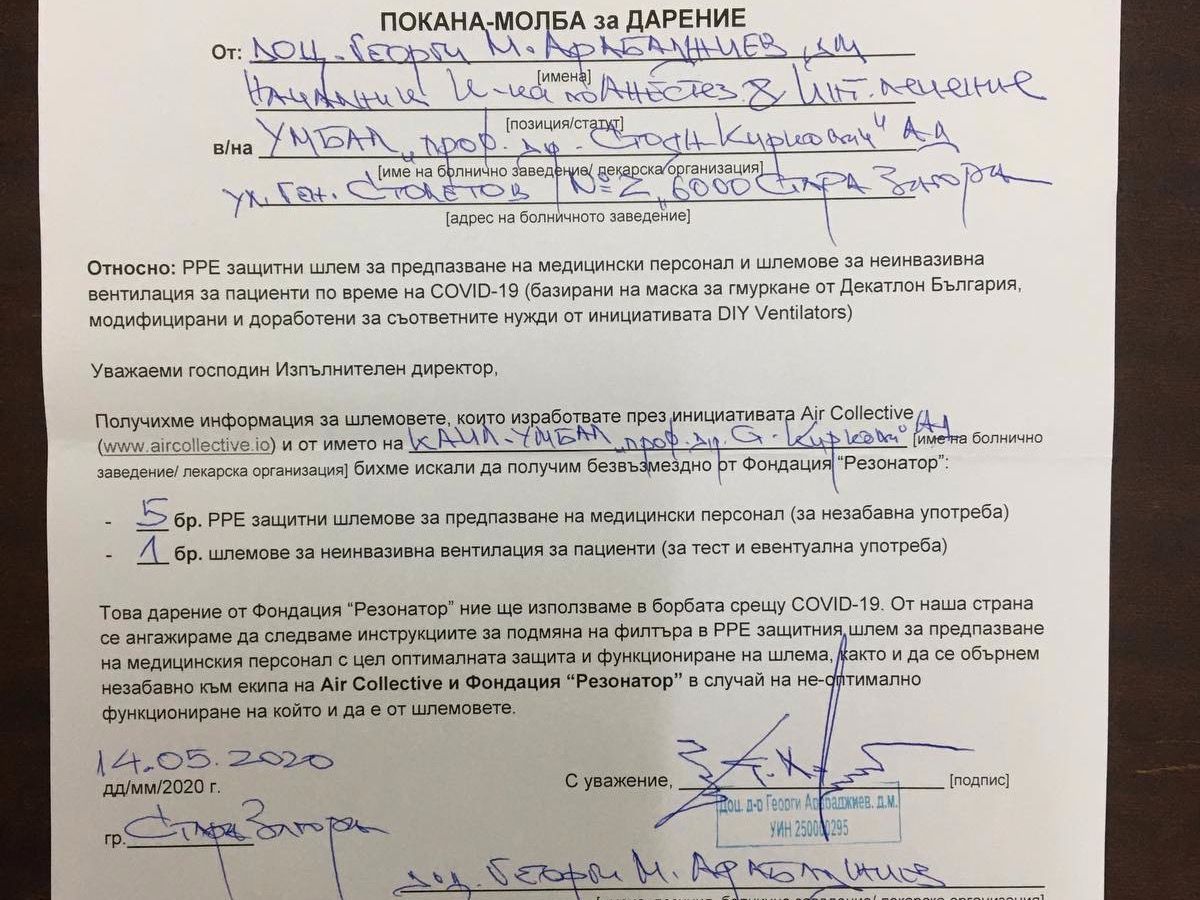 ПОКАНА-МОЛБА за ДАРЕНИЕ
От: доц. Георги М. Арабаджиев, дм
[имена]
Началник К-ка по Анестез. & Инт. лечение
[позиция/статут]
в/на УМБАЛ „проф. д-р Стоян Киркович" АД
[име на болнично заведение/ лекарска организация]
ул. Ген. Столетов №2, 6000 Стара Загора
[адрес на болничното заведение]
Относно: PPE защитни шлем за предпазване на медицински персонал и шлемове за неинвазивна
вентилация за пациенти по време на COVID-19 (базирани на маска за гмуркане от Декатлон България,
модифицирани и доработени за съответните нужди от инициативата DIY Ventilators)
Уважаеми господин Изпълнителен директор,
Получихме информация за шлемовете, които изработвате през инициативата Air Collective
(www.aircollective.io) и от името на КАИЛ-УМБАЛ „проф. д-р С. Киркович" АД [име на болнично
заведение/ лекарска организация] бихме искали да получим безвъзмездно от Фондация “Резонатор”:
- 5 бр. PPE защитни шлемове за предпазване на медицински персонал (за незабавна употреба)
- 1 бр. шлемове за неинвазивна вентилация за пациенти (за тест и евентуална употреба)
Това дарение от Фондация “Резонатор” ние ще използваме в борбата срещу COVID-19. От наша страна
се ангажираме да следваме инструкциите за подмяна на филтъра в PPE защитния шлем за предпазване
на медицинския персонал с цел оптималната защита и функциониране на шлема, както и да се обърнем
незабавно към екипа на Air Collective и Фондация “Резонатор” в случай на не-оптимално
функциониране на който и да е от шлемовете.
14.05.2020
дд/мм/2020 г.
С уважение, [подпис]
Доц. д-р Георги Арабаджиев, д.м.
УИН 250000295
гр. Стара Загора
доц. Георги М. Арабаджиев